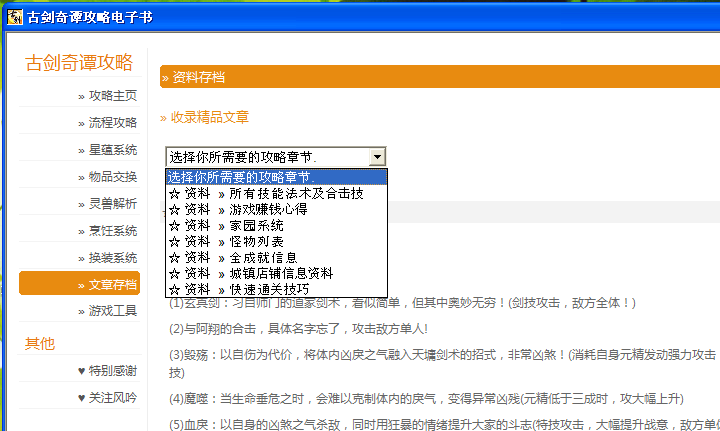 古剑奇谭攻略电子书
古剑奇谭攻略
» 攻略主页
» 流程攻略
» 星蕴系统
» 物品交换
» 灵兽解析
» 烹饪系统
» 换装系统
» 文章存档
» 游戏工具
其他
♥ 特别感谢
♥ 关注风吟
» 资料存档
» 收录精品文章
选择你所需要的攻略章节.
选择你所需要的攻略章节.
☆ 资料 » 所有技能法术及合击技
☆ 资料 » 游戏赚钱心得
☆ 资料 » 家园系统
☆ 资料 » 怪物列表
☆ 资料 » 全成就信息
☆ 资料 » 城镇店铺信息资料
☆ 资料 » 快速通关技巧
(1)玄真剑：习自师门的道家剑术，看似简单，但其中奥妙无穷！(剑技攻击，敌方全体！)
(2)与阿翔的合击，具体名字忘了，攻击敌方单人!
(3)毁殇：以自伤为代价，将体内凶戾之气融入天墉剑术的招式，非常凶煞！(消耗自身元精发动强力攻击
技)
(4)魔噬：当生命垂危之时，会难以克制体内的戾气，变得异常凶残(元精低于三成时，攻大幅上升)
(5)血戾：以自身的凶煞之气杀敌，同时用狂暴的情绪提升大家的斗志(特技攻击，大幅提升战意，敌方单体